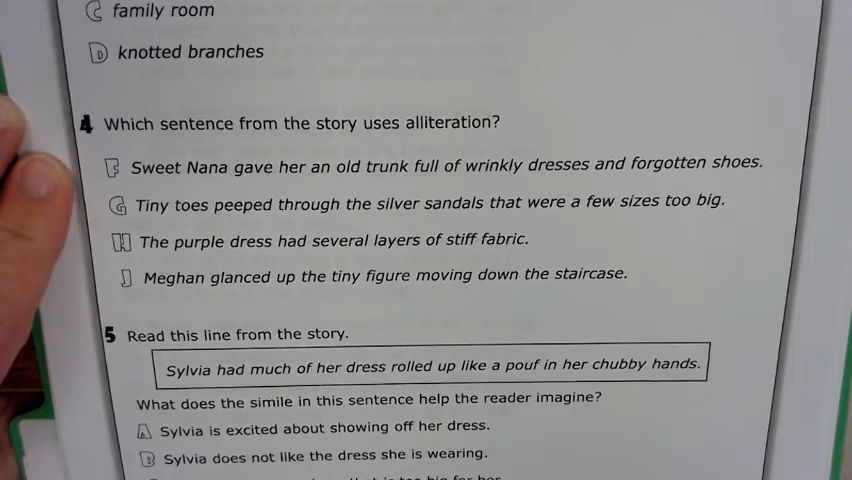 C family room
D knotted branches
4 Which sentence from the story uses alliteration?
F Sweet Nana gave her an old trunk full of wrinkly dresses and forgotten shoes.
G Tiny toes peeped through the silver sandals that were a few sizes too big.
H The purple dress had several layers of stiff fabric.
J Meghan glanced up the tiny figure moving down the staircase.
5 Read this line from the story.
Sylvia had much of her dress rolled up like a pouf in her chubby hands.
What does the simile in this sentence help the reader imagine?
A Sylvia is excited about showing off her dress.
B Sylvia does not like the dress she is wearing.